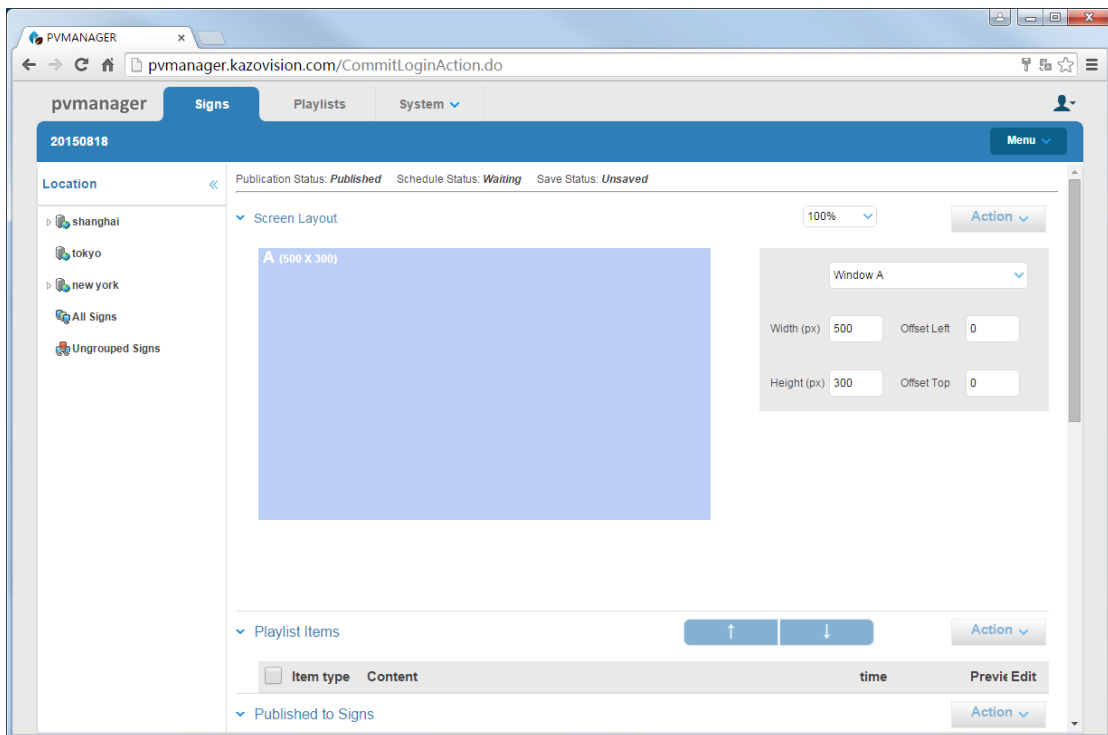 PVMANAGER
pvmanager.kazovision.com/CommitLoginAction.do
pvmanager Signs Playlists System
20150818 Menu
Location «
Publication Status: Published Schedule Status: Waiting Save Status: Unsaved
shanghai
tokyo
new york
All Signs
Ungrouped Signs
Screen Layout 100% Action
A (500 X 300)
Window A
Width (px) 500 Offset Left 0
Height (px) 300 Offset Top 0
Playlist Items ↑ ↓ Action
Item type Content time Previe Edit
Published to Signs Action